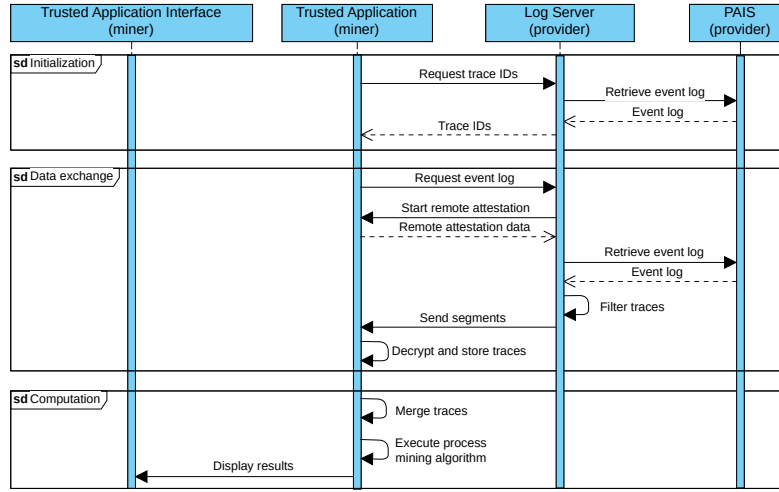 Trusted Application Interface
(miner)
Trusted Application
(miner)
Log Server
(provider)
PAIS
(provider)
sd Initialization
Request trace IDs
Retrieve event log
Event log
Trace IDs
sd Data exchange
Request event log
Start remote attestation
Remote attestation data
Retrieve event log
Event log
Filter traces
Send segments
Decrypt and store traces
sd Computation
Merge traces
Execute process
mining algorithm
Display results